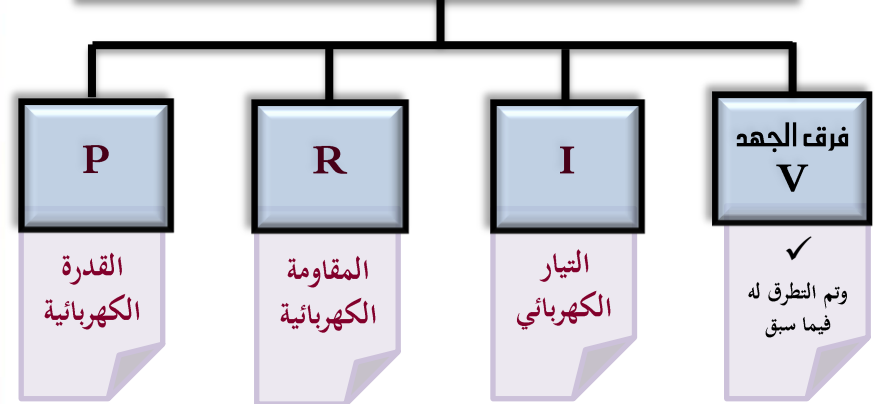 فرق الجهد
V
✓
وتم التطرق له
فيما سبق
I
التيار
الكهربائي
R
المقاومة
الكهربائية
P
القدرة
الكهربائية